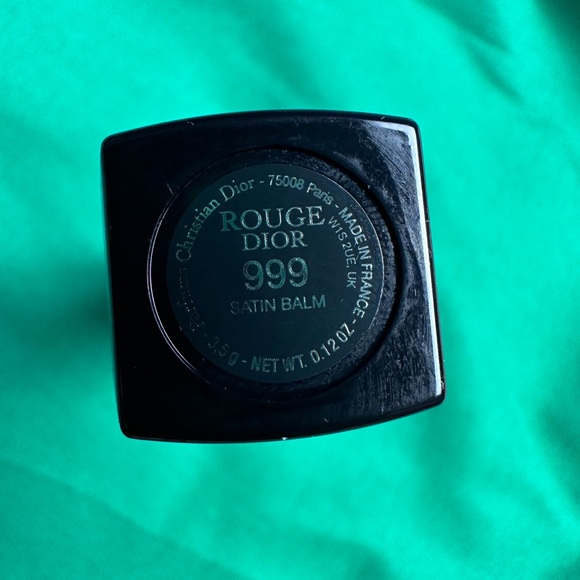 ROUGE
DIOR
999
SATIN BALM
Parfums Christian Dior - 75008 Paris - MADE IN FRANCE - 3,5 g - NET WT. 0.12 OZ -
W1S 2UE, UK